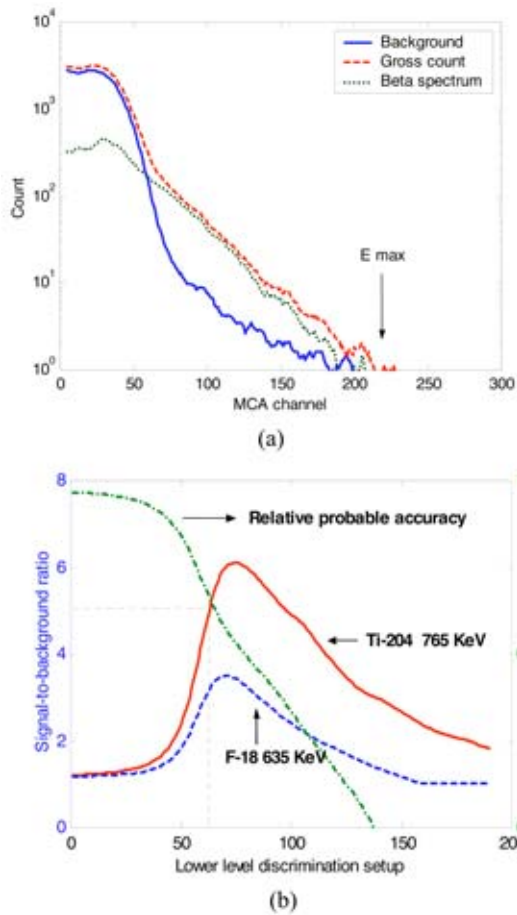 10^4
10^3
10^2
10^1
10^0
Count
Background
Gross count
Beta spectrum
E max
0 50 100 150 200 250 300
MCA channel
(a)
8
6
4
2
0
Signal-to-background ratio
Relative probable accuracy
Ti-204 765 KeV
F-18 635 KeV
0 50 100 150 20
Lower level discrimination setup
(b)